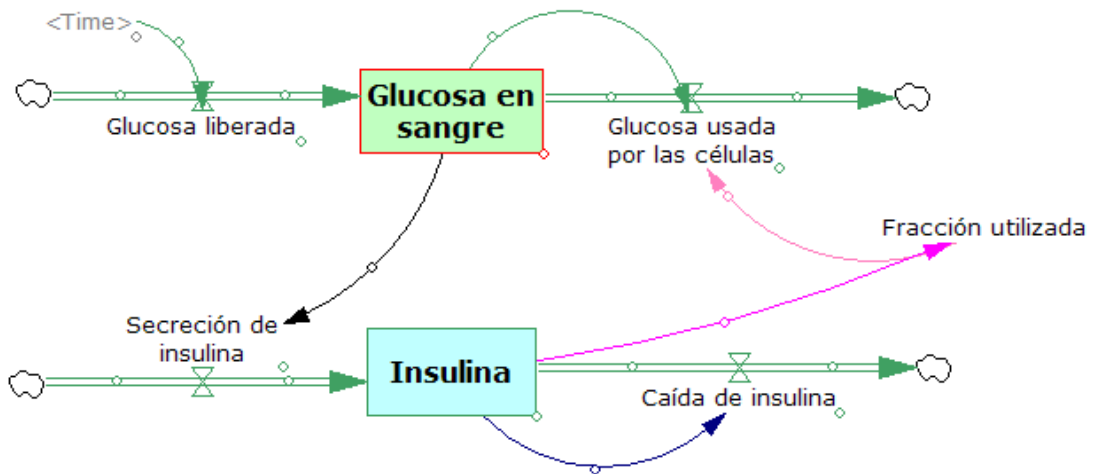 <Time>
Glucosa liberada
Glucosa en
sangre
Glucosa usada
por las células
Fracción utilizada
Secreción de
insulina
Insulina
Caída de insulina